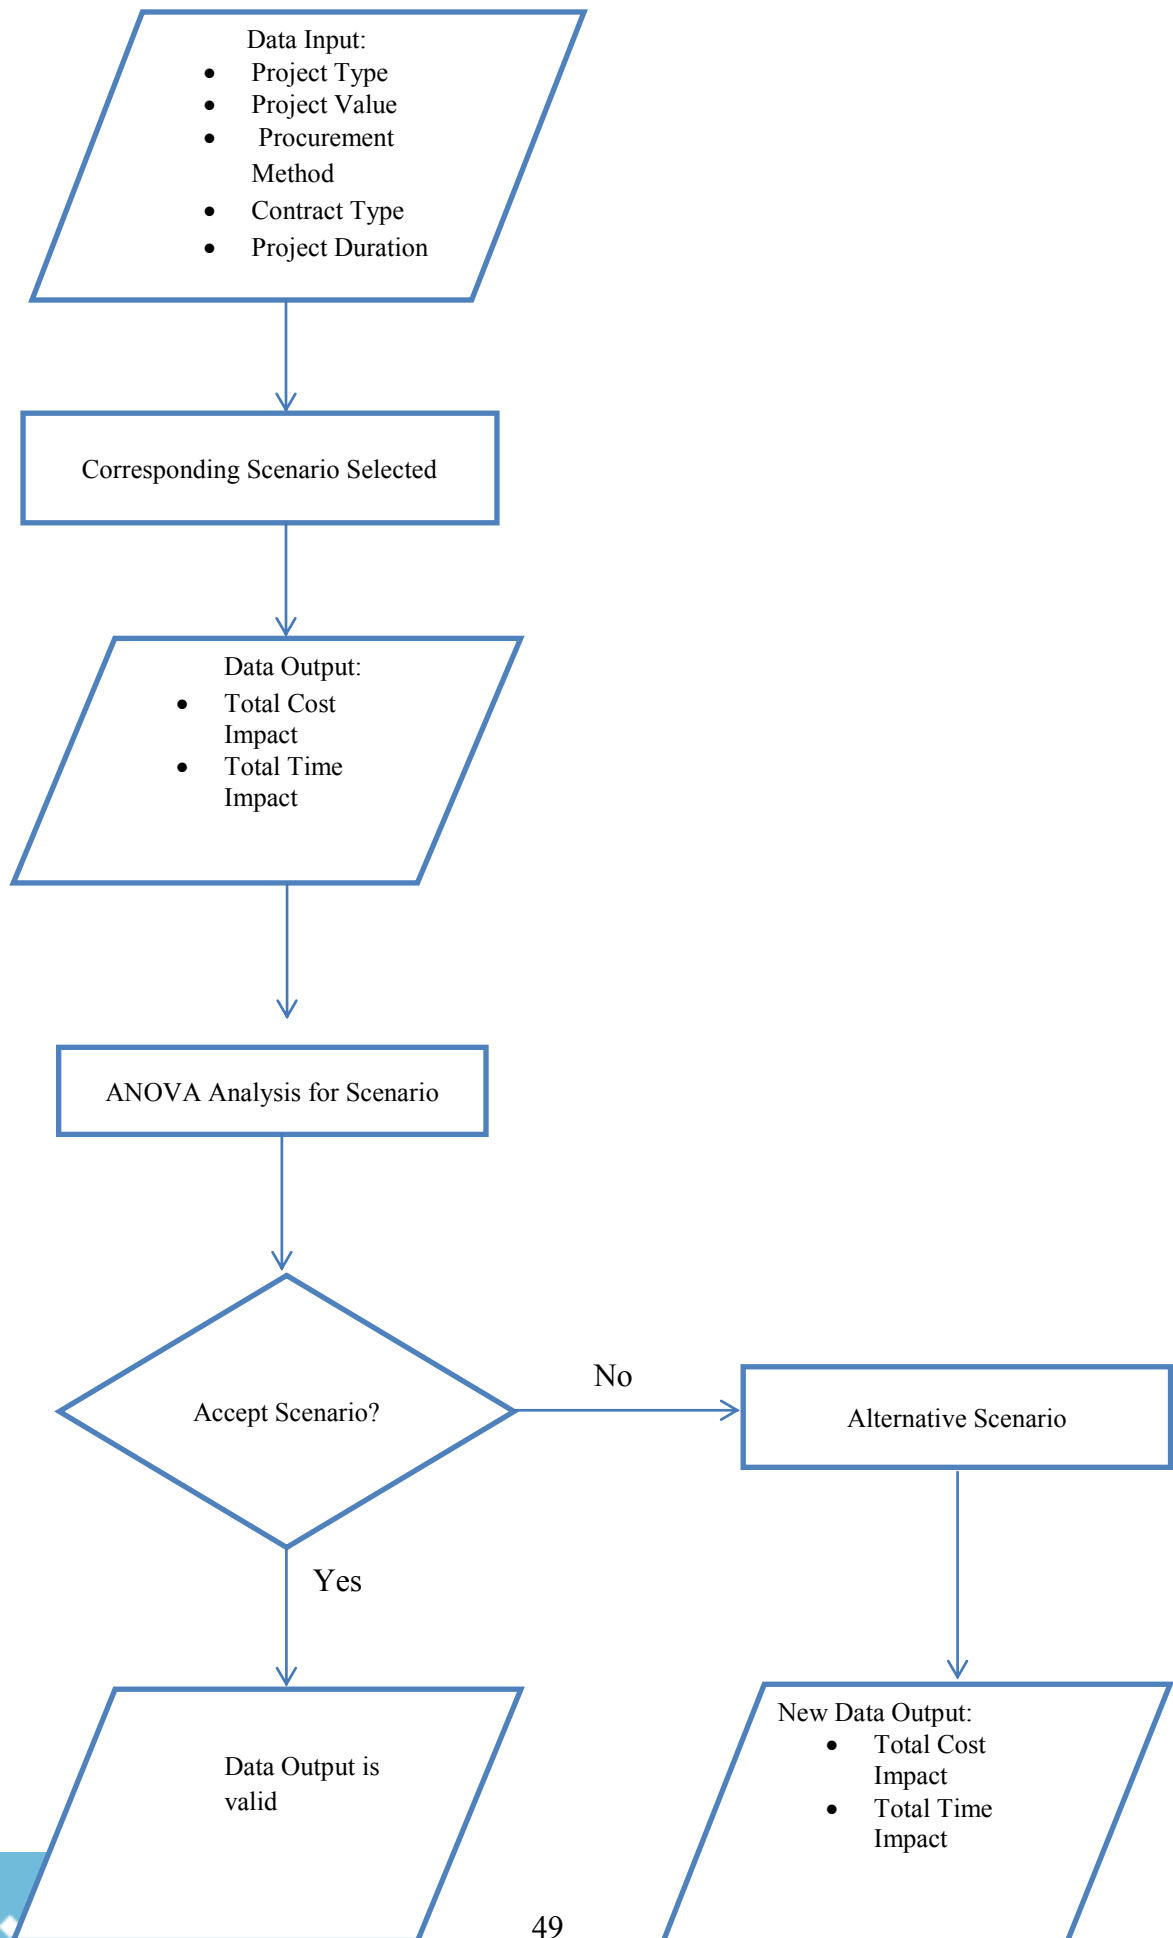 Data Input:
• Project Type
• Project Value
• Procurement
Method
• Contract Type
• Project Duration
Corresponding Scenario Selected
Data Output:
• Total Cost
Impact
• Total Time
Impact
ANOVA Analysis for Scenario
Accept Scenario?
No
Alternative Scenario
Yes
Data Output is
valid
New Data Output:
• Total Cost
Impact
• Total Time
Impact
49